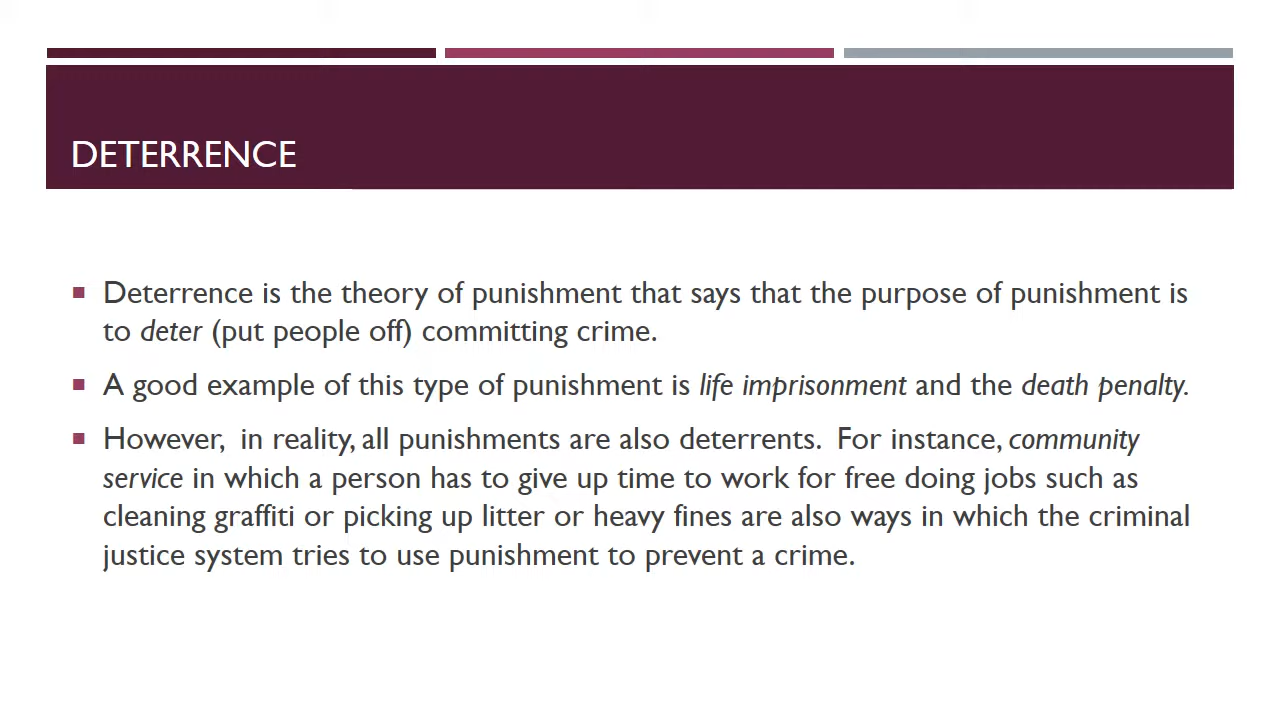 DETERRENCE
▪ Deterrence is the theory of punishment that says that the purpose of punishment is
to deter (put people off) committing crime.
▪ A good example of this type of punishment is life imprisonment and the death penalty.
▪ However,  in reality, all punishments are also deterrents.  For instance, community
service in which a person has to give up time to work for free doing jobs such as
cleaning graffiti or picking up litter or heavy fines are also ways in which the criminal
justice system tries to use punishment to prevent a crime.